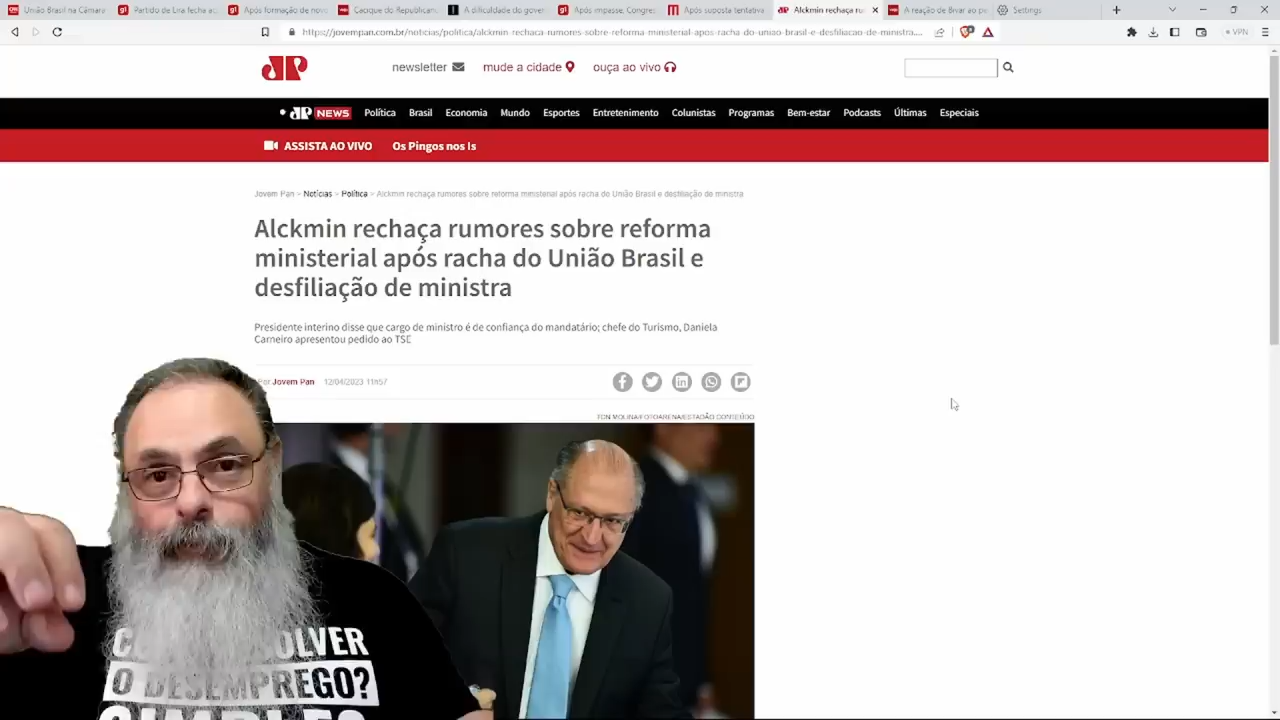 União Brasil na Câmara
Partido de Lira fecha ac
Após formação de nove
Cacique do Republicano
A dificuldade do gover
Após impasse, Congres
Após suposta tentativa
Alckmin rechaça ru
A reação de Bivar ao pe
Settings
https://jovempan.com.br/noticias/politica/alckmin-rechaca-rumores-sobre-reforma-ministerial-apos-racha-do-uniao-brasil-e-desfiliacao-de-ministra....
VPN
JP
newsletter
mude a cidade
ouça ao vivo
JP NEWS
Política
Brasil
Economia
Mundo
Esportes
Entretenimento
Colunistas
Programas
Bem-estar
Podcasts
Últimas
Especiais
ASSISTA AO VIVO
Os Pingos nos Is
Jovem Pan > Notícias > Política > Alckmin rechaça rumores sobre reforma ministerial após racha do União Brasil e desfiliação de ministra
Alckmin rechaça rumores sobre reforma
ministerial após racha do União Brasil e
desfiliação de ministra
Presidente interino disse que cargo de ministro é de confiança do mandatário; chefe do Turismo, Daniela
Carneiro apresentou pedido ao TSE
Por Jovem Pan 12/04/2023 11h57
TON MOLINA/FOTOARENA/ESTADÃO CONTEÚDO
OLVER
O DESEMPREGO?